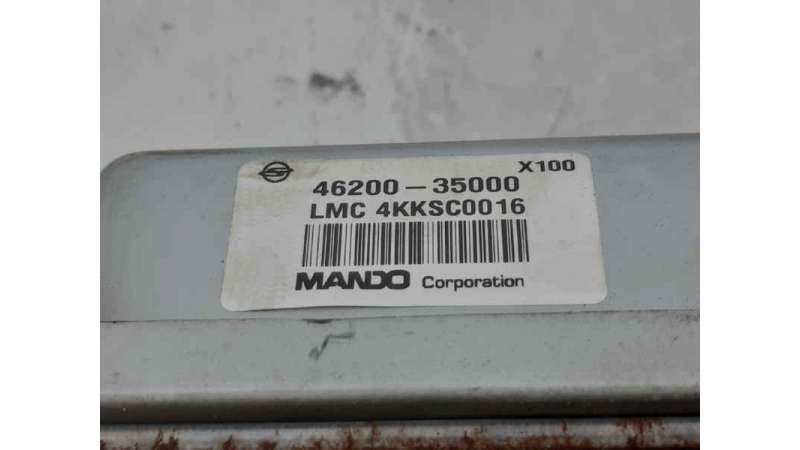 X100
46200-35000
LMC 4KKSC0016
MANDO Corporation